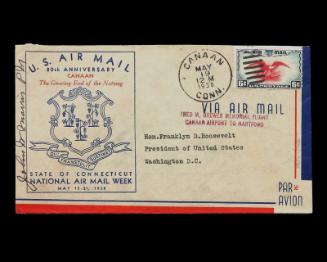 U.S. AIR MAIL
20th ANNIVERSARY
CANAAN
The Crowning End of the Nutmeg
STATE OF CONNECTICUT
NATIONAL AIR MAIL WEEK
MAY 15-21, 1938
CANAAN
MAY
19
12 M
1938
CONN.
6¢
VIA AIR MAIL
FRED W. BREWER MEMORIAL FLIGHT
CANAAN AIRPORT TO HARTFORD
Hon. Franklyn D. Roosevelt
President of United States
Washington D.C.
PAR
AVION